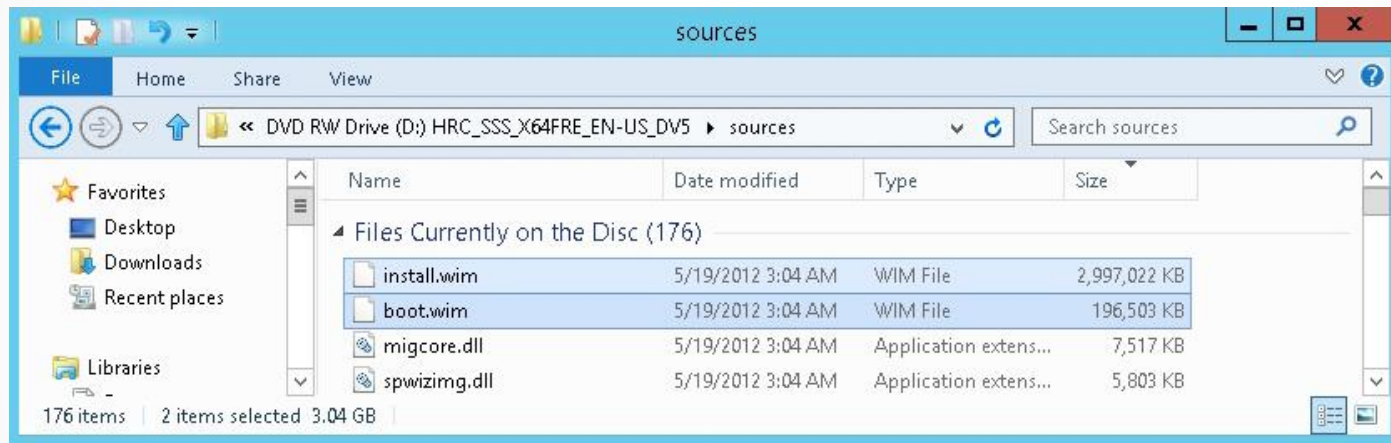 sources
File Home Share View
« DVD RW Drive (D:) HRC_SSS_X64FRE_EN-US_DV5 ▸ sources Search sources
Favorites
Desktop
Downloads
Recent places
Libraries
Name Date modified Type Size
Files Currently on the Disc (176)
install.wim 5/19/2012 3:04 AM WIM File 2,997,022 KB
boot.wim 5/19/2012 3:04 AM WIM File 196,503 KB
migcore.dll 5/19/2012 3:04 AM Application extens... 7,517 KB
spwizimg.dll 5/19/2012 3:04 AM Application extens... 5,803 KB
176 items 2 items selected 3.04 GB